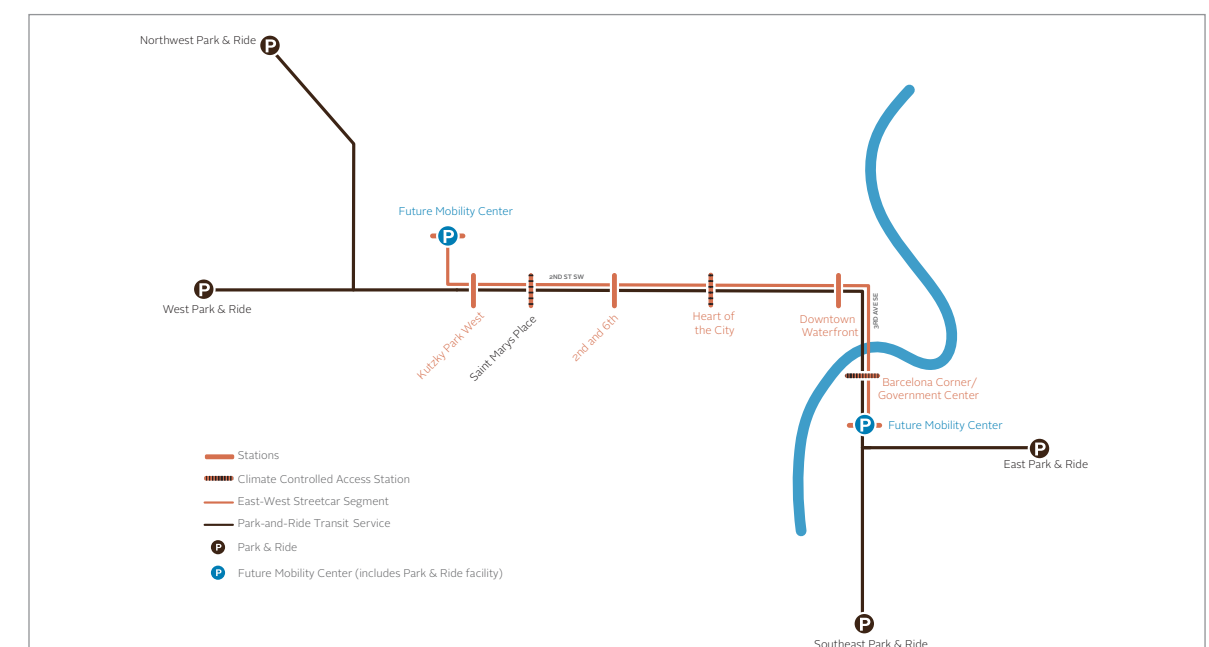 Northwest Park & Ride
P
Future Mobility Center
P
2ND ST SW
P
West Park & Ride
Kutzky Park West
Saint Marys Place
2nd and 6th
Heart of
the City
Downtown
Waterfront
3RD AVE SE
Barcelona Corner/
Government Center
P
Future Mobility Center
P
East Park & Ride
Stations
Climate Controlled Access Station
East-West Streetcar Segment
Park-and-Ride Transit Service
P
Park & Ride
P
Future Mobility Center (includes Park & Ride facility)
P
Southeast Park & Ride